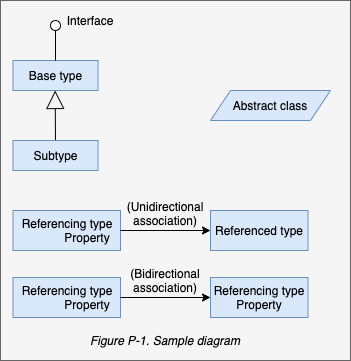 Interface
Base type
Abstract class
Subtype
(Unidirectional
association)
Referencing type
Property
Referenced type
(Bidirectional
association)
Referencing type
Property
Referencing type
Property
Figure P-1. Sample diagram